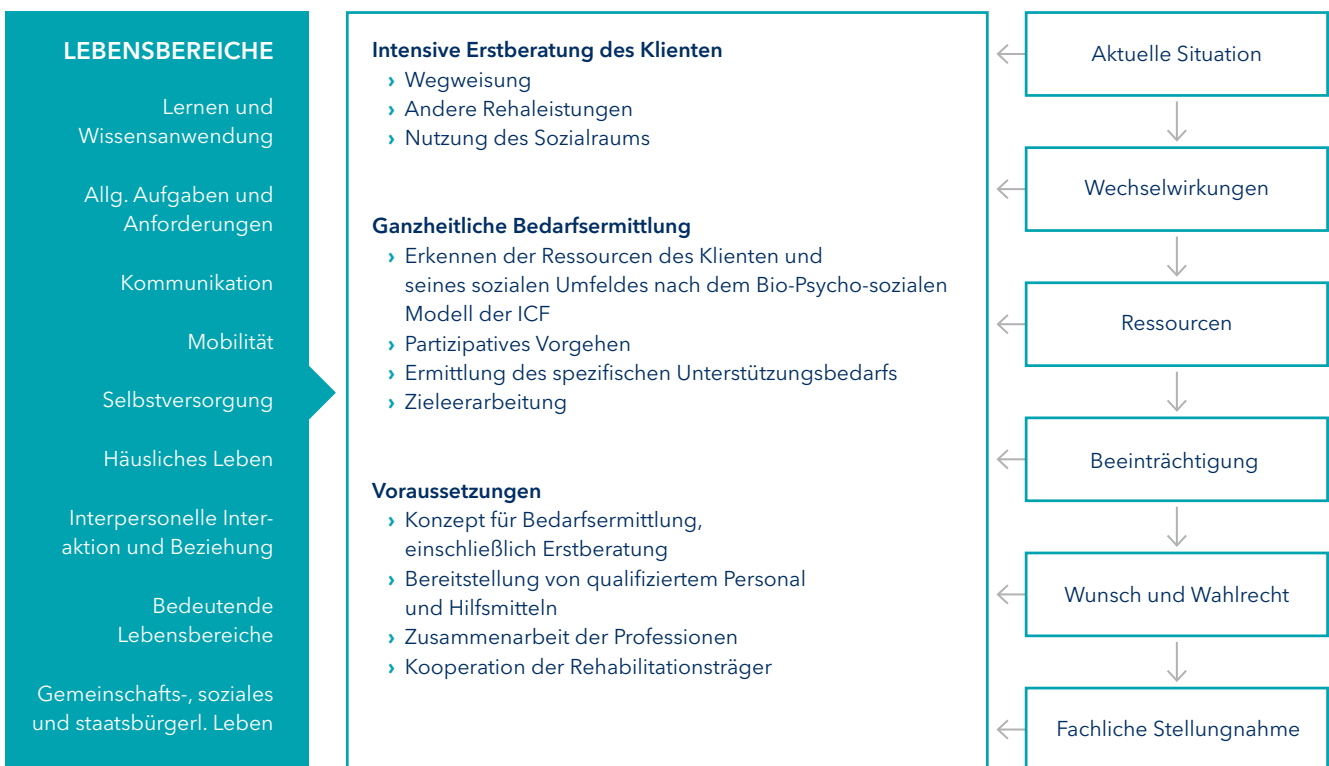 LEBENSBEREICHE
Lernen und
Wissensanwendung
Allg. Aufgaben und
Anforderungen
Kommunikation
Mobilität
Selbstversorgung
Häusliches Leben
Interpersonelle Inter-
aktion und Beziehung
Bedeutende
Lebensbereiche
Gemeinschafts-, soziales
und staatsbürgerl. Leben
Intensive Erstberatung des Klienten
› Wegweisung
› Andere Rehaleistungen
› Nutzung des Sozialraums
Ganzheitliche Bedarfsermittlung
› Erkennen der Ressourcen des Klienten und
seines sozialen Umfeldes nach dem Bio-Psycho-sozialen
Modell der ICF
› Partizipatives Vorgehen
› Ermittlung des spezifischen Unterstützungsbedarfs
› Zieleerarbeitung
Voraussetzungen
› Konzept für Bedarfsermittlung,
einschließlich Erstberatung
› Bereitstellung von qualifiziertem Personal
und Hilfsmitteln
› Zusammenarbeit der Professionen
› Kooperation der Rehabilitationsträger
Aktuelle Situation
Wechselwirkungen
Ressourcen
Beeinträchtigung
Wunsch und Wahlrecht
Fachliche Stellungnahme